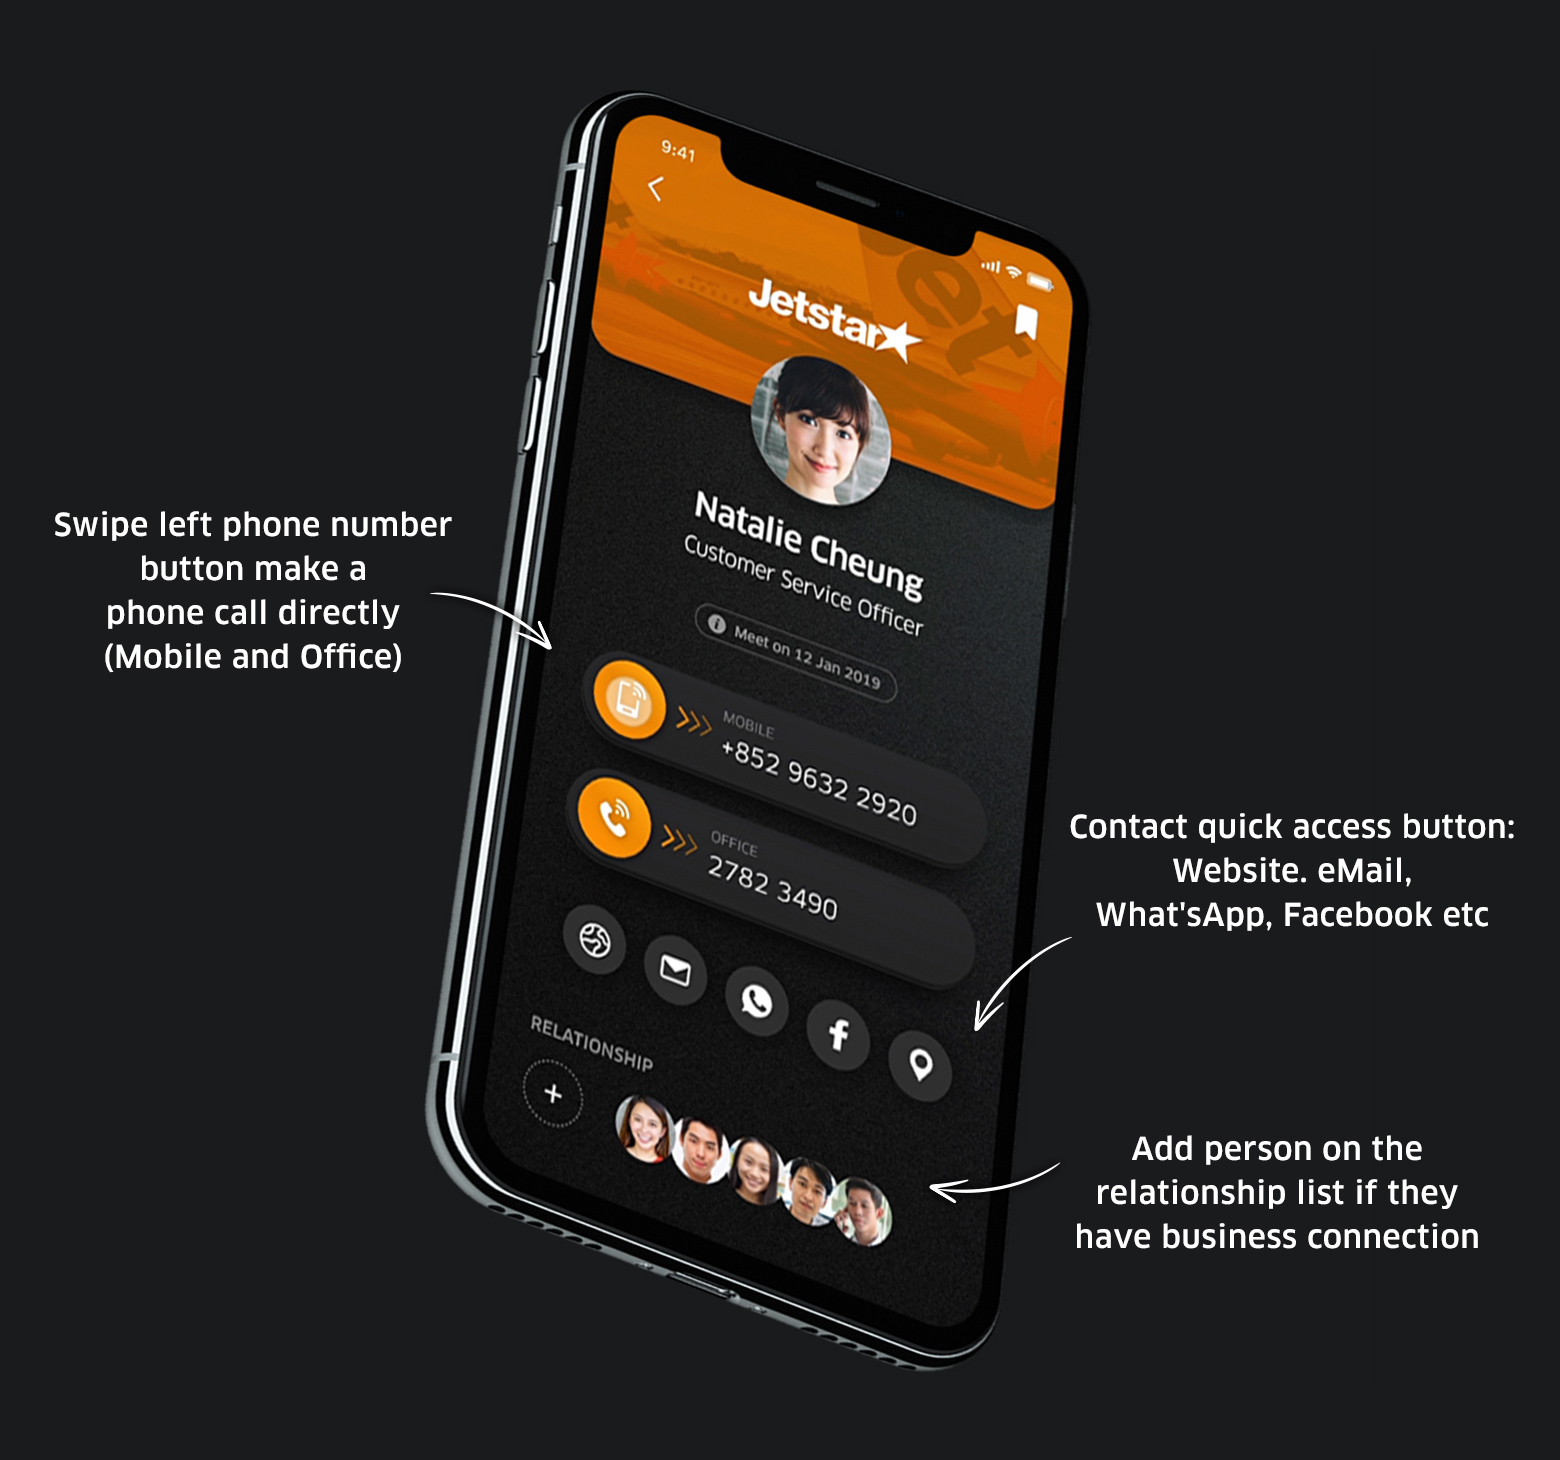 9:41
et
Jetstar
Natalie Cheung
Customer Service Officer
i Meet on 12 Jan 2019
MOBILE
+852 9632 2920
OFFICE
2782 3490
f
RELATIONSHIP
+
Swipe left phone number
button make a
phone call directly
(Mobile and Office)
Contact quick access button:
Website. eMail,
What'sApp, Facebook etc
Add person on the
relationship list if they
have business connection